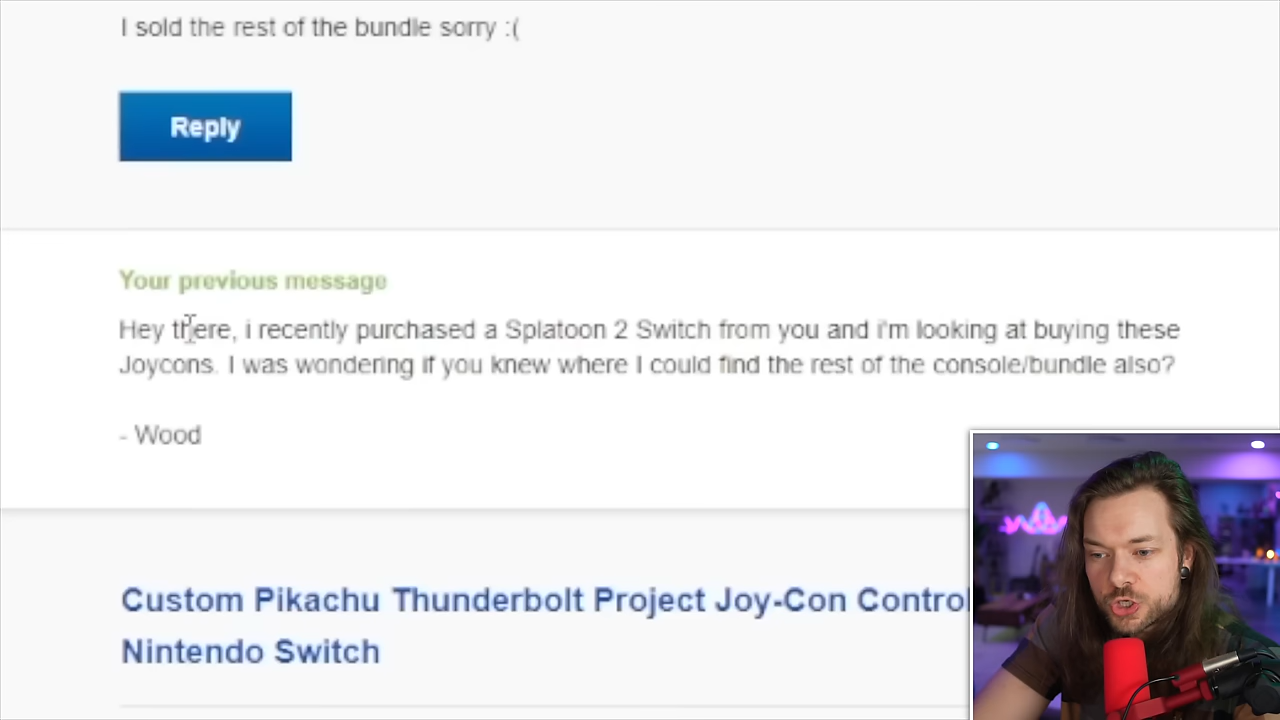 I sold the rest of the bundle sorry :(
Reply
Your previous message
Hey there, i recently purchased a Splatoon 2 Switch from you and i'm looking at buying these
Joycons. I was wondering if you knew where I could find the rest of the console/bundle also?
- Wood
Custom Pikachu Thunderbolt Project Joy-Con Control
Nintendo Switch